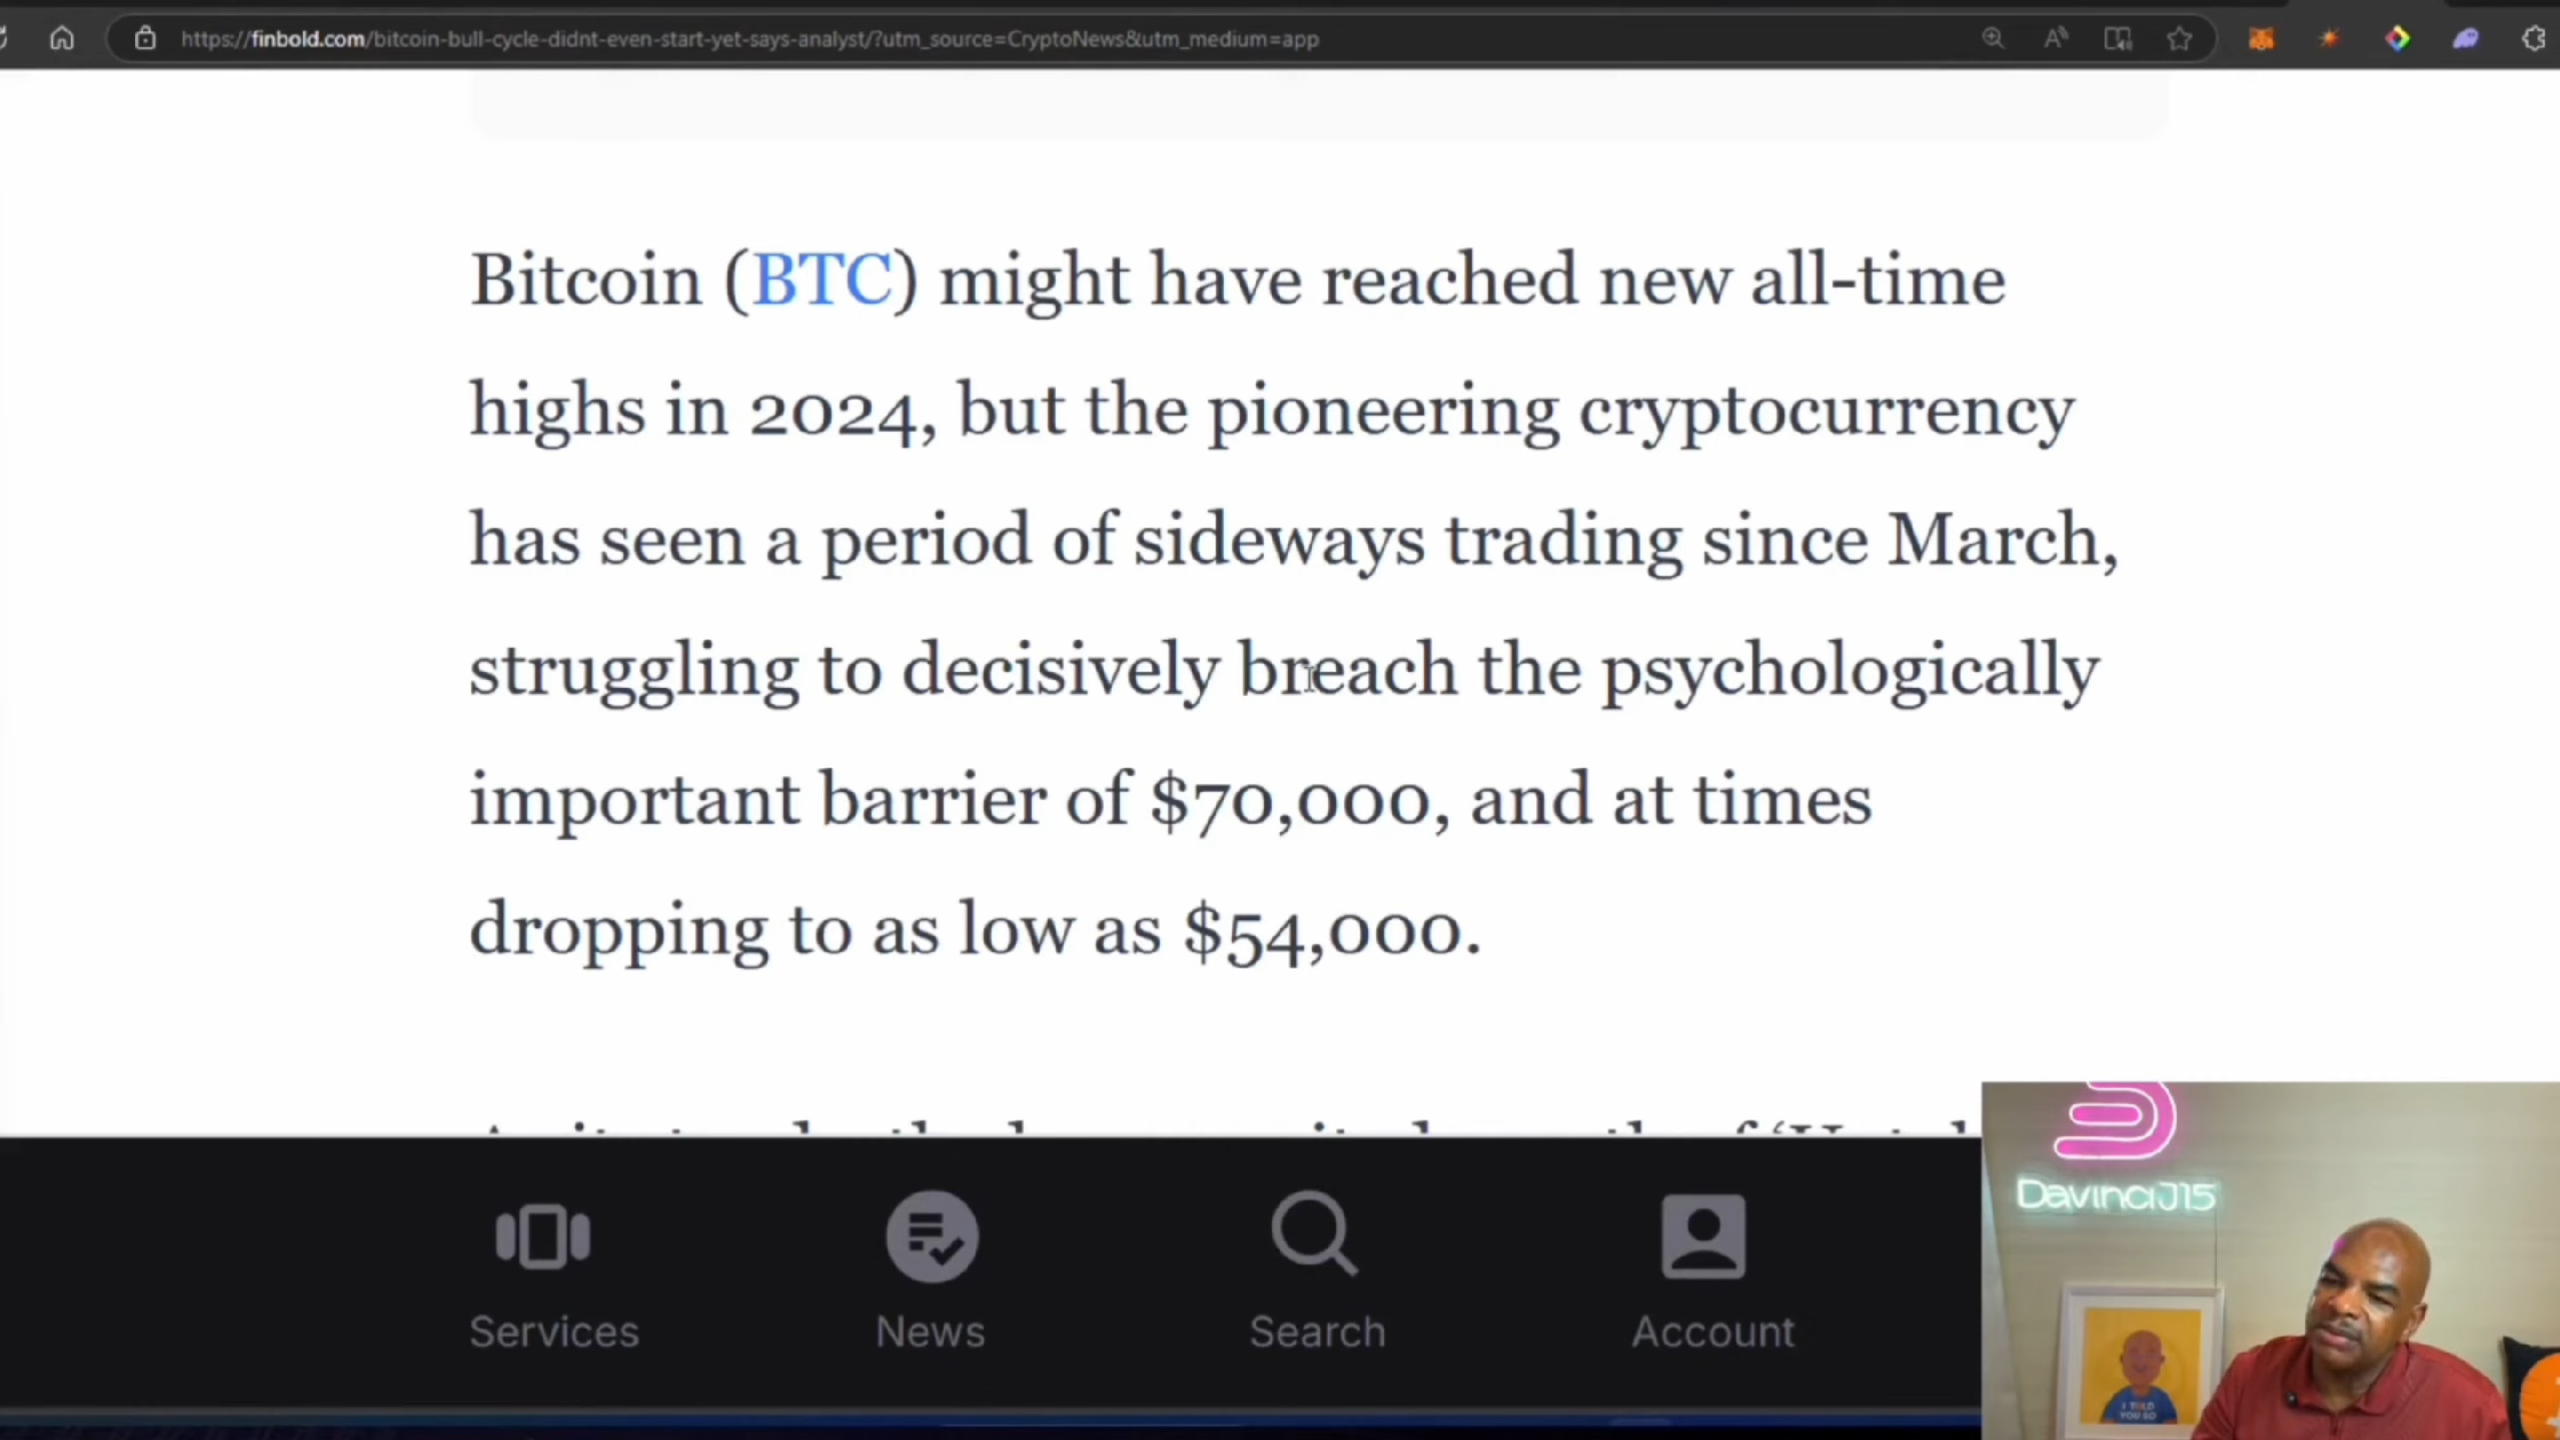 https://finbold.com/bitcoin-bull-cycle-didnt-even-start-yet-says-analyst/?utm_source=CryptoNews&utm_medium=app
Bitcoin (BTC) might have reached new all-time
highs in 2024, but the pioneering cryptocurrency
has seen a period of sideways trading since March,
struggling to decisively breach the psychologically
important barrier of $70,000, and at times
dropping to as low as $54,000.
Services
News
Search
Account
DavinciJ15
I TOLD
YOU SO